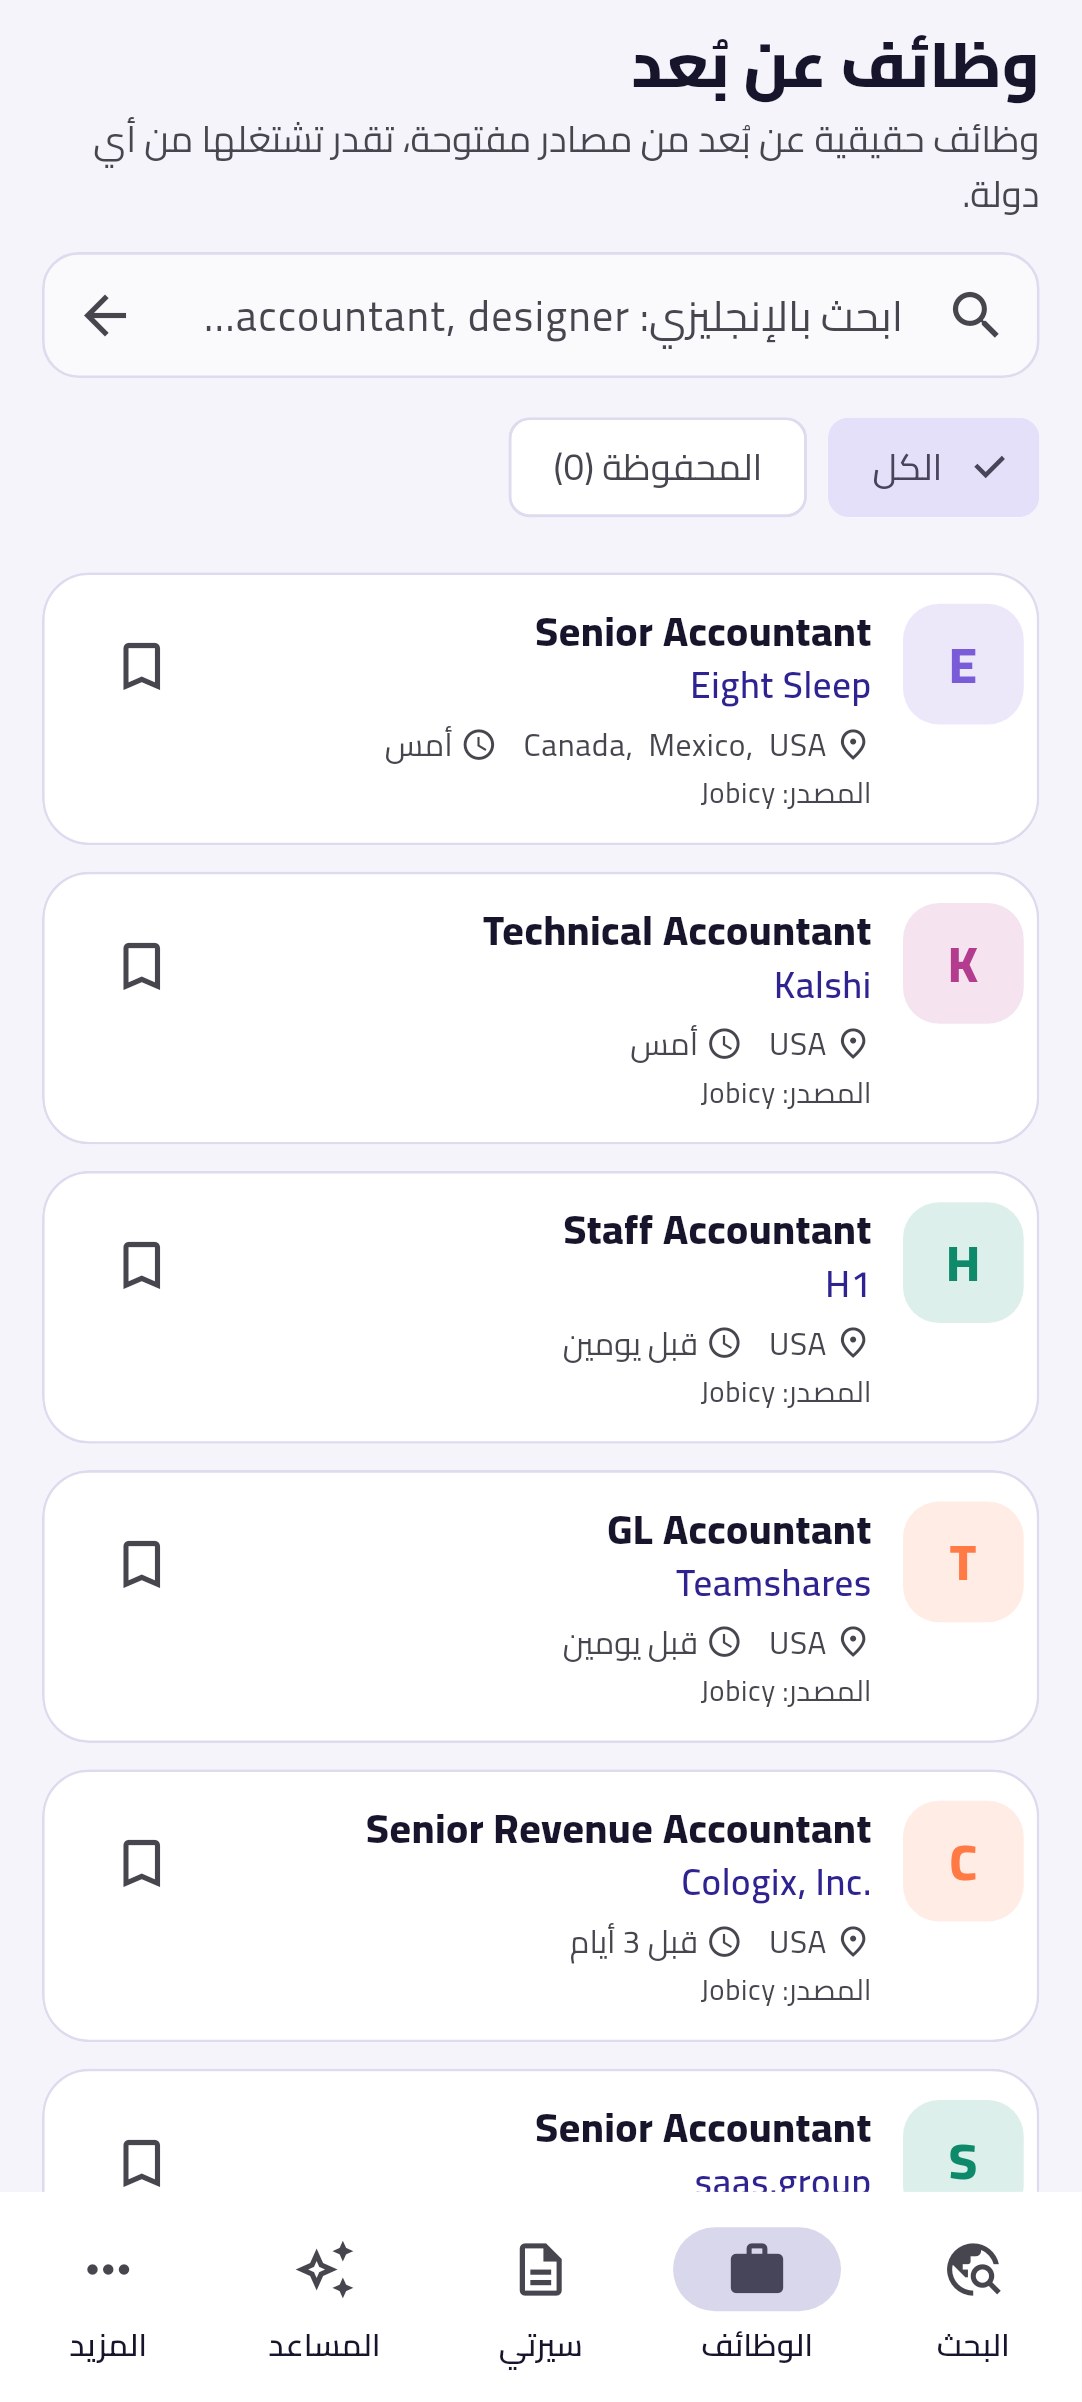 وظائف عن بُعد
وظائف حقيقية عن بُعد من مصادر مفتوحة، تقدر تشتغلها من أي
دولة.
ابحث بالإنجليزي: accountant, designer...
الكل
المحفوظة (0)
E
Senior Accountant
Eight Sleep
Canada, Mexico, USA أمس
المصدر: Jobicy
K
Technical Accountant
Kalshi
USA أمس
المصدر: Jobicy
H
Staff Accountant
H1
USA قبل يومين
المصدر: Jobicy
T
GL Accountant
Teamshares
USA قبل يومين
المصدر: Jobicy
C
Senior Revenue Accountant
Cologix, Inc.
USA قبل 3 أيام
المصدر: Jobicy
S
Senior Accountant
saas.group
البحث
الوظائف
سيرتي
المساعد
المزيد